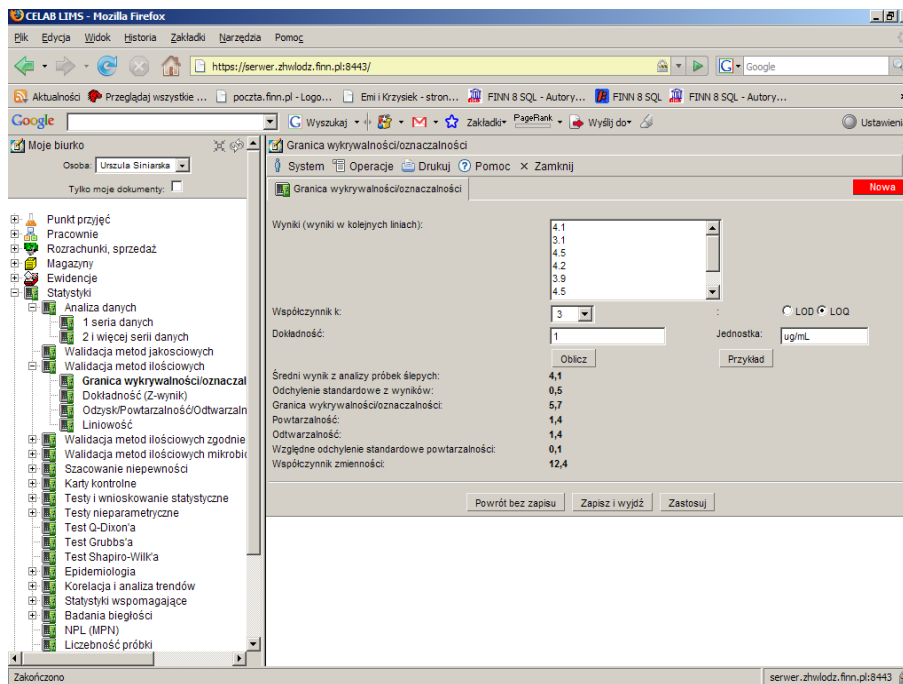 CELAB LIMS - Mozilla Firefox
Plik Edycja Widok Historia Zakładki Narzędzia Pomoc
https://serwer.zhwlodz.finn.pl:8443/
Google
Aktualności Przeglądaj wszystkie ... poczta.finn.pl - Logo... Emi i Krzysiek - stron... FINN 8 SQL - Autory... FINN 8 SQL FINN 8 SQL - Autory...
Google Wyszukaj Zakładki PageRank Wyślij do Ustawieni
Moje biurko
Osoba: Urszula Siniarska
Tylko moje dokumenty:
Punkt przyjęć
Pracownie
Rozrachunki, sprzedaż
Magazyny
Ewidencje
Statystyki
Analiza danych
1 seria danych
2 i więcej serii danych
Walidacja metod jakosciowych
Walidacja metod ilościowych
Granica wykrywalności/oznaczal
Dokładność (Z-wynik)
Odzysk/Powtarzalność/Odtwarzaln
Liniowość
Walidacja metod ilościowych zgodnie
Walidacja metod ilościowych mikrobio
Szacowanie niepewności
Karty kontrolne
Testy i wnioskowanie statystyczne
Testy nieparametryczne
Test Q-Dixon'a
Test Grubbs'a
Test Shapiro-Wilk'a
Epidemiologia
Korelacja i analiza trendów
Statystyki wspomagające
Badania biegłości
NPL (MPN)
Liczebność próbki
Granica wykrywalności/oznaczalności
System Operacje Drukuj Pomoc Zamknij
Granica wykrywalności/oznaczalności
Nowa
Wyniki (wyniki w kolejnych liniach):
4.1
3.1
4.5
4.2
3.9
4.5
Współczynnik k: 3 : LOD LOQ
Dokładność: 1 Jednostka: ug/mL
Oblicz Przykład
Średni wynik z analizy próbek ślepych: 4,1
Odchylenie standardowe z wyników: 0,5
Granica wykrywalności/oznaczalności: 5,7
Powtarzalność: 1,4
Odtwarzalność: 1,4
Względne odchylenie standardowe powtarzalności: 0,1
Współczynnik zmienności: 12,4
Powrót bez zapisu Zapisz i wyjdź Zastosuj
Zakończono serwer.zhwlodz.finn.pl:8443